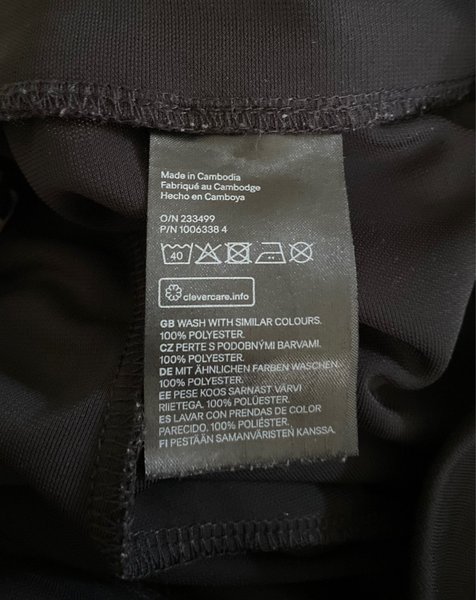 Made in Cambodia
Fabriqué au Cambodge
Hecho en Camboya
O/N 233499
P/N 1006338 4
40
clevercare.info
GB WASH WITH SIMILAR COLOURS.
100% POLYESTER.
CZ PERTE S PODOBNÝMI BARVAMI.
100% POLYESTER.
DE MIT ÄHNLICHEN FARBEN WASCHEN.
100% POLYESTER.
EE PESE KOOS SARNAST VÄRVI
RIIETEGA. 100% POLÜESTER.
ES LAVAR CON PRENDAS DE COLOR
PARECIDO. 100% POLIÉSTER.
FI PESTÄÄN SAMANVÄRISTEN KANSSA.